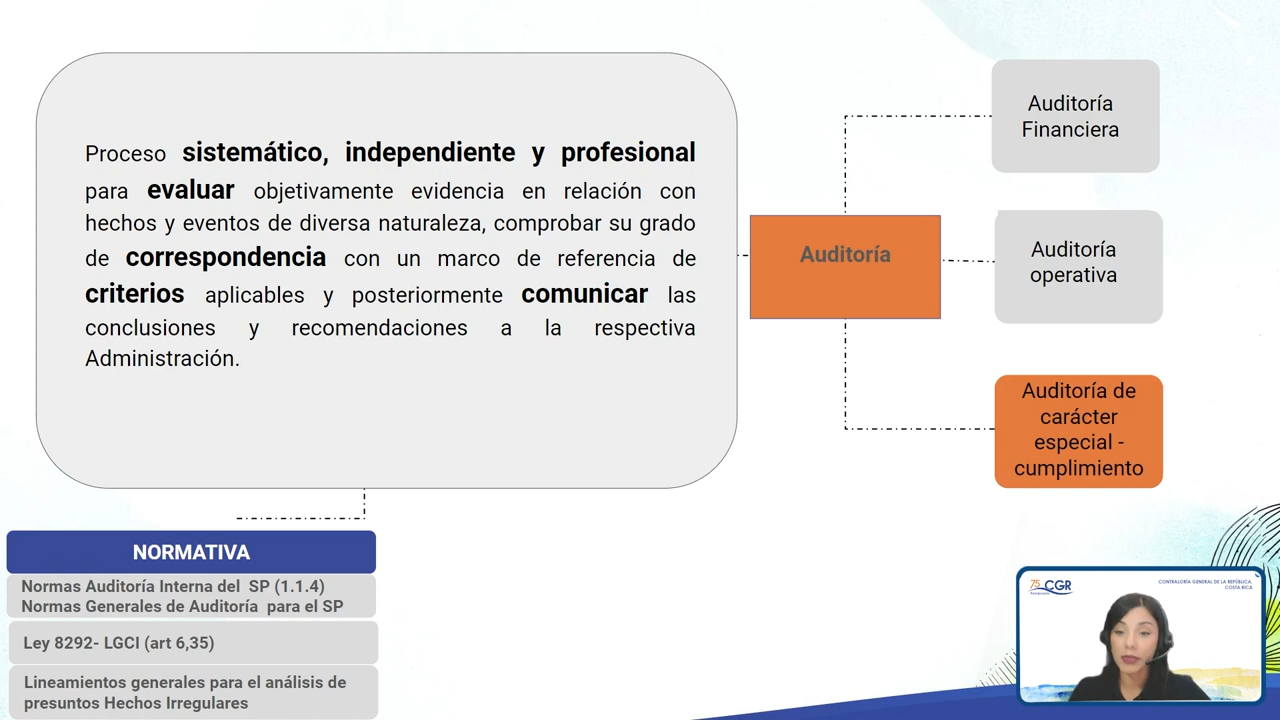 Proceso sistemático, independiente y profesional
para evaluar objetivamente evidencia en relación con
hechos y eventos de diversa naturaleza, comprobar su grado
de correspondencia con un marco de referencia de
criterios aplicables y posteriormente comunicar las
conclusiones y recomendaciones a la respectiva
Administración.
Auditoría
Auditoría
Financiera
Auditoría
operativa
Auditoría de
carácter
especial -
cumplimiento
NORMATIVA
Normas Auditoría Interna del SP (1.1.4)
Normas Generales de Auditoría para el SP
Ley 8292- LGCI (art 6,35)
Lineamientos generales para el análisis de
presuntos Hechos Irregulares
75 CGR
CONTRALORÍA GENERAL DE LA REPÚBLICA,
COSTA RICA